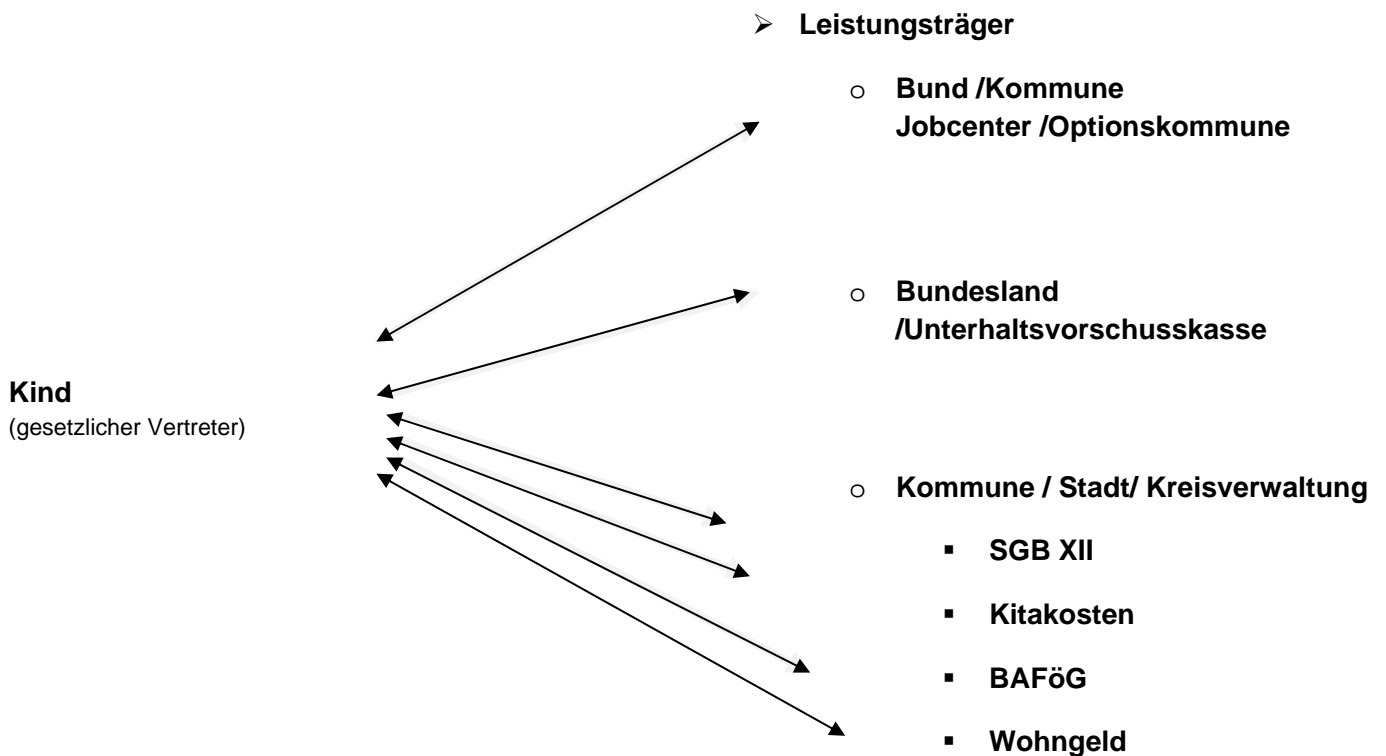 ➢ Leistungsträger
o Bund /Kommune
Jobcenter /Optionskommune
o Bundesland
/Unterhaltsvorschusskasse
Kind
(gesetzlicher Vertreter)
o Kommune / Stadt/ Kreisverwaltung
▪ SGB XII
▪ Kitakosten
▪ BAFöG
▪ Wohngeld